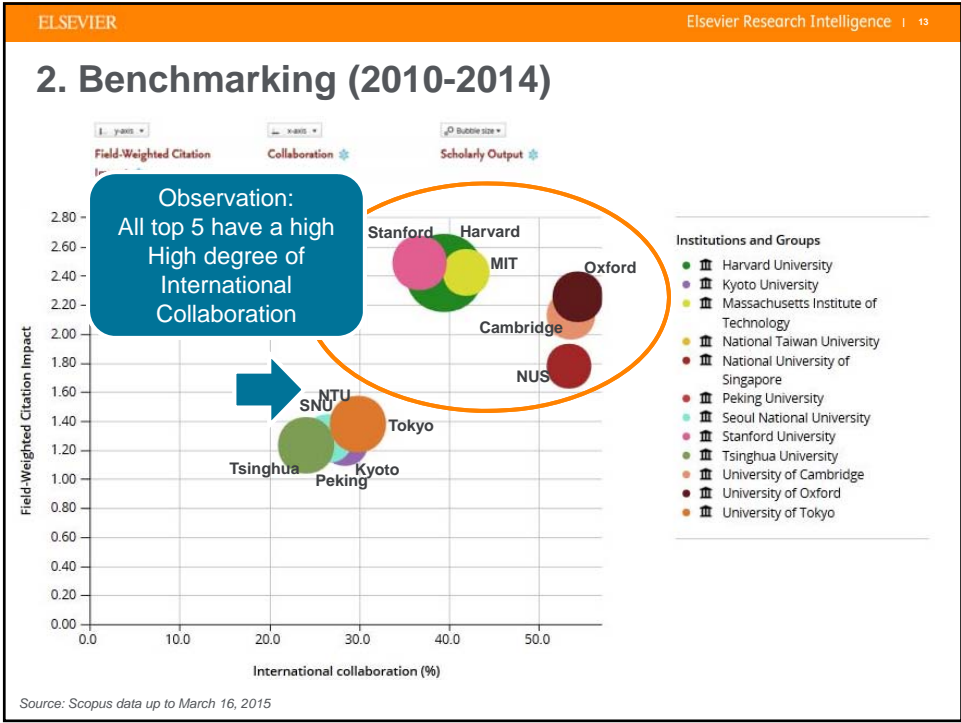 ELSEVIER
Elsevier Research Intelligence | 13
2. Benchmarking (2010-2014)
y-axis
x-axis
Bubble size
Field-Weighted Citation
Collaboration
Scholarly Output
Observation:
All top 5 have a high
High degree of
International
Collaboration
Field-Weighted Citation Impact
2.80
2.60
2.40
2.20
2.00
1.80
1.60
1.40
1.20
1.00
0.80
0.60
0.40
0.20
0.00
0.0
10.0
20.0
30.0
40.0
50.0
International collaboration (%)
Stanford
Harvard
MIT
Oxford
Cambridge
NUS
NTU
SNU
Tokyo
Tsinghua
Kyoto
Peking
Institutions and Groups
Harvard University
Kyoto University
Massachusetts Institute of
Technology
National Taiwan University
National University of
Singapore
Peking University
Seoul National University
Stanford University
Tsinghua University
University of Cambridge
University of Oxford
University of Tokyo
Source: Scopus data up to March 16, 2015